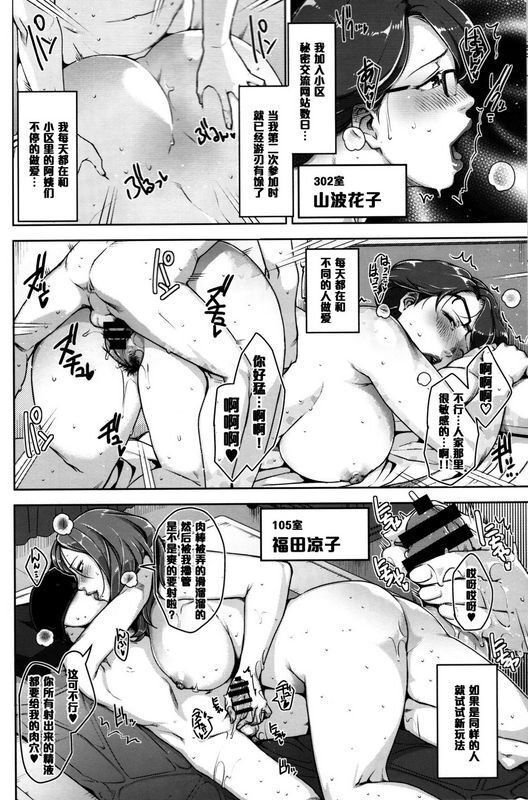 我加入小区
秘密交流网站数日…
当我第二次参加时
就已经游刃有馀了
我每天都在和
小区里的阿姨们
不停的做爱
302室
山波花子
每天都在和
不同的人做爱
啊啊♥
不行…人家那里
很敏感的…啊!!
你好猛…啊啊!
啊啊啊♥
105室
福田凉子
哎呀哎呀♥
肉棒被弄的滑溜溜的
然后被我撸管
是不是爽的要射啦?
如果是同样的人
就试试新玩法
这可不行♥
你所有射出来的精液
都要给我的肉穴♥